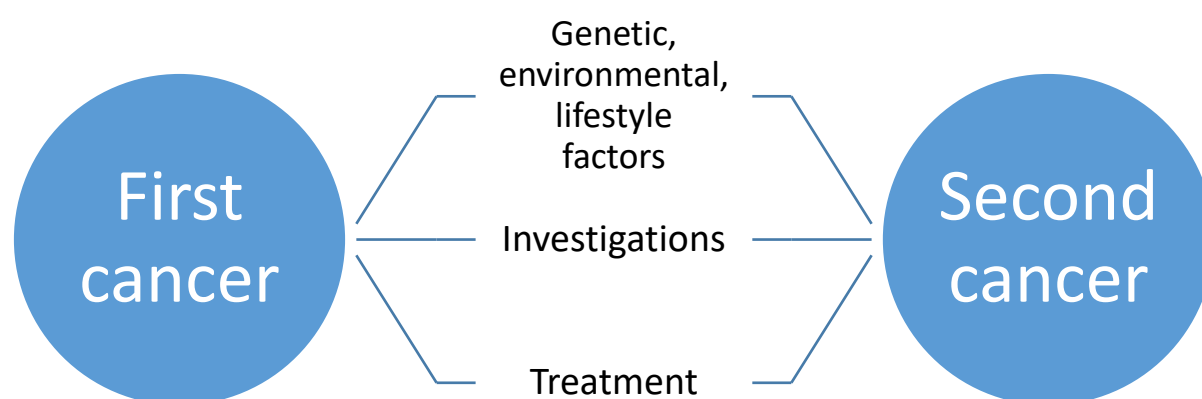 First
cancer
Genetic,
environmental,
lifestyle
factors
Investigations
Treatment
Second
cancer